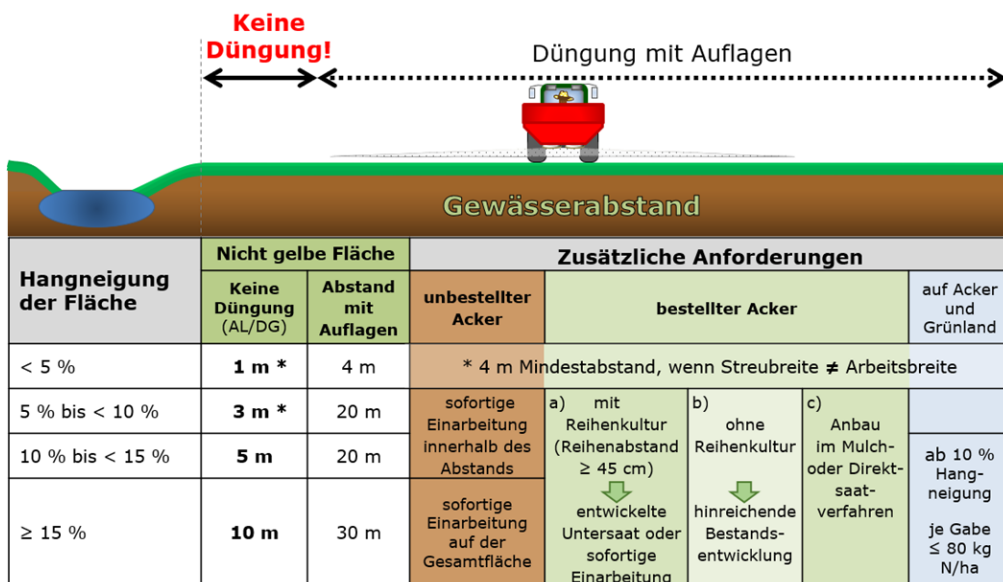 Keine
Düngung!
Düngung mit Auflagen
Gewässerabstand
Hangneigung
der Fläche
Nicht gelbe Fläche
Zusätzliche Anforderungen
Keine
Düngung
(AL/DG)
Abstand
mit
Auflagen
unbestellter
Acker
bestellter Acker
auf Acker
und
Grünland
< 5 %
1 m *
4 m
* 4 m Mindestabstand, wenn Streubreite ≠ Arbeitsbreite
5 % bis < 10 %
3 m *
20 m
10 % bis < 15 %
5 m
20 m
≥ 15 %
10 m
30 m
sofortige
Einarbeitung
innerhalb des
Abstands
sofortige
Einarbeitung
auf der
Gesamtfläche
a) mit
Reihenkultur
(Reihenabstand
≥ 45 cm)
entwickelte
Untersaat oder
sofortige
Einarbeitung
b)
ohne
Reihenkultur
hinreichende
Bestands-
entwicklung
c)
Anbau
im Mulch-
oder Direkt-
saat-
verfahren
ab 10 %
Hang-
neigung
je Gabe
≤ 80 kg
N/ha